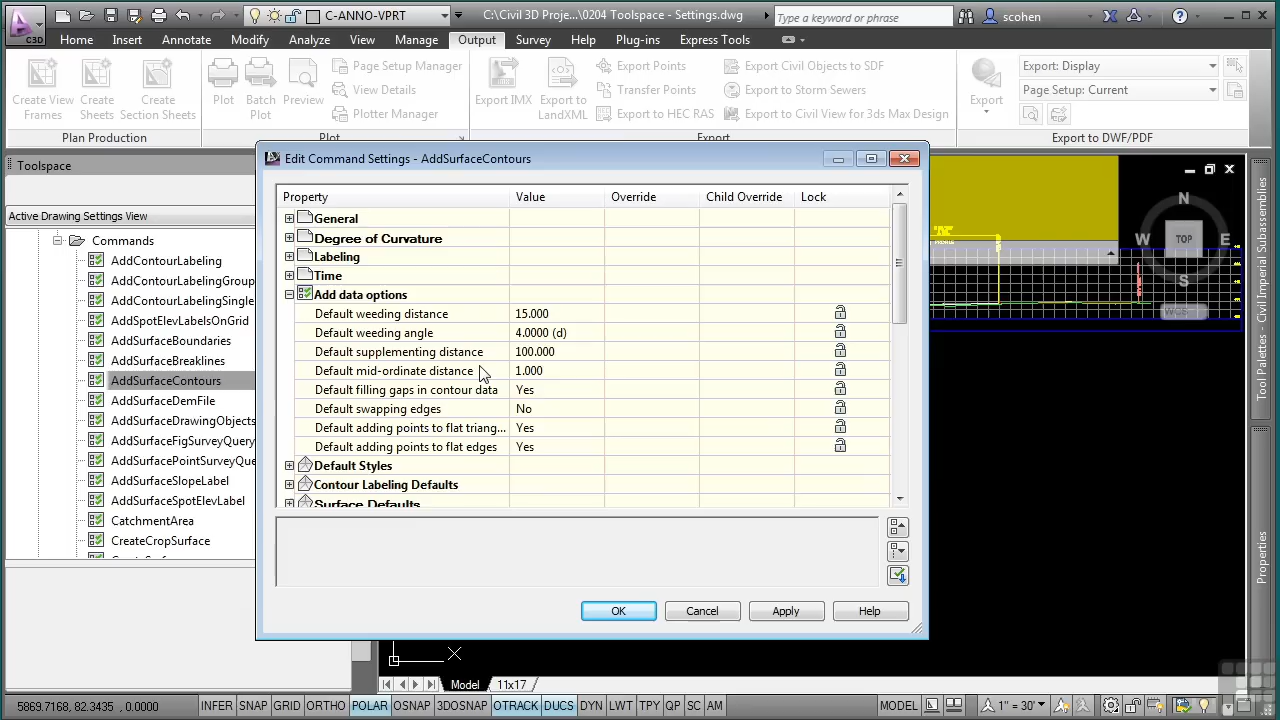 C-ANNO-VPRT
C:\Civil 3D Proje...\0204 Toolspace - Settings.dwg
Type a keyword or phrase
scohen
C3D
Home Insert Annotate Modify Analyze View Manage Output Survey Help Plug-ins Express Tools
Create View Frames
Create Sheets
Create Section Sheets
Plot
Batch Plot
Preview
Page Setup Manager
View Details
Plotter Manager
Export IMX
Export to LandXML
Export Points
Transfer Points
Export to HEC RAS
Export Civil Objects to SDF
Export to Storm Sewers
Export to Civil View for 3ds Max Design
Export
Export: Display
Page Setup: Current
Plan Production
Plot
Export
Export to DWF/PDF
Toolspace
Active Drawing Settings View
Commands
AddContourLabeling
AddContourLabelingGroup
AddContourLabelingSingle
AddSpotElevLabelsOnGrid
AddSurfaceBoundaries
AddSurfaceBreaklines
AddSurfaceContours
AddSurfaceDemFile
AddSurfaceDrawingObjects
AddSurfaceFigSurveyQuery
AddSurfacePointSurveyQue
AddSurfaceSlopeLabel
AddSurfaceSpotElevLabel
CatchmentArea
CreateCropSurface
Edit Command Settings - AddSurfaceContours
Property Value Override Child Override Lock
General
Degree of Curvature
Labeling
Time
Add data options
Default weeding distance 15.000
Default weeding angle 4.0000 (d)
Default supplementing distance 100.000
Default mid-ordinate distance 1.000
Default filling gaps in contour data Yes
Default swapping edges No
Default adding points to flat triang... Yes
Default adding points to flat edges Yes
Default Styles
Contour Labeling Defaults
Surface Defaults
OK Cancel Apply Help
N
W TOP E
S
WCS
PROFILE
Tool Palettes - Civil Imperial Subassemblies
Properties
Model 11x17
5869.7168, 82.3435, 0.0000 INFER SNAP GRID ORTHO POLAR OSNAP 3DOSNAP OTRACK DUCS DYN LWT TPY QP SC AM MODEL 1" = 30'